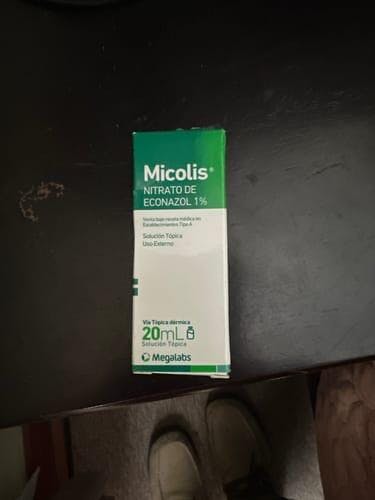 Micolis®
NITRATO DE
ECONAZOL 1%
Venta bajo receta médica en
Establecimientos Tipo A
Solución Tópica
Uso Externo
Vía Tópica dérmica
20mL
Solución Tópica
Megalabs